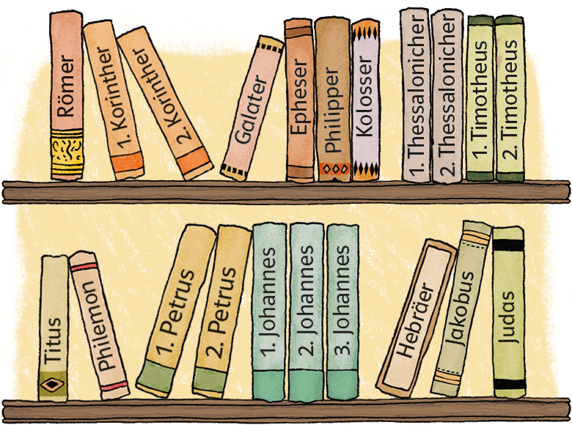 Römer
1. Korinther
2. Korinther
Galater
Epheser
Philipper
Kolosser
1. Thessalonicher
2. Thessalonicher
1. Timotheus
2. Timotheus
Titus
Philemon
1. Petrus
2. Petrus
1. Johannes
2. Johannes
3. Johannes
Hebräer
Jakobus
Judas